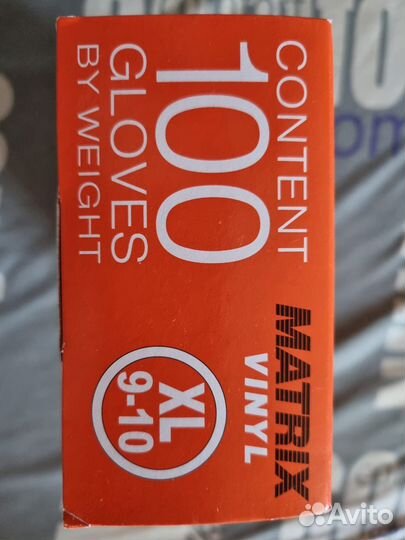 CONTENT
100
GLOVES
BY WEIGHT
MATRIX
VINYL
XL
9-10
Avito